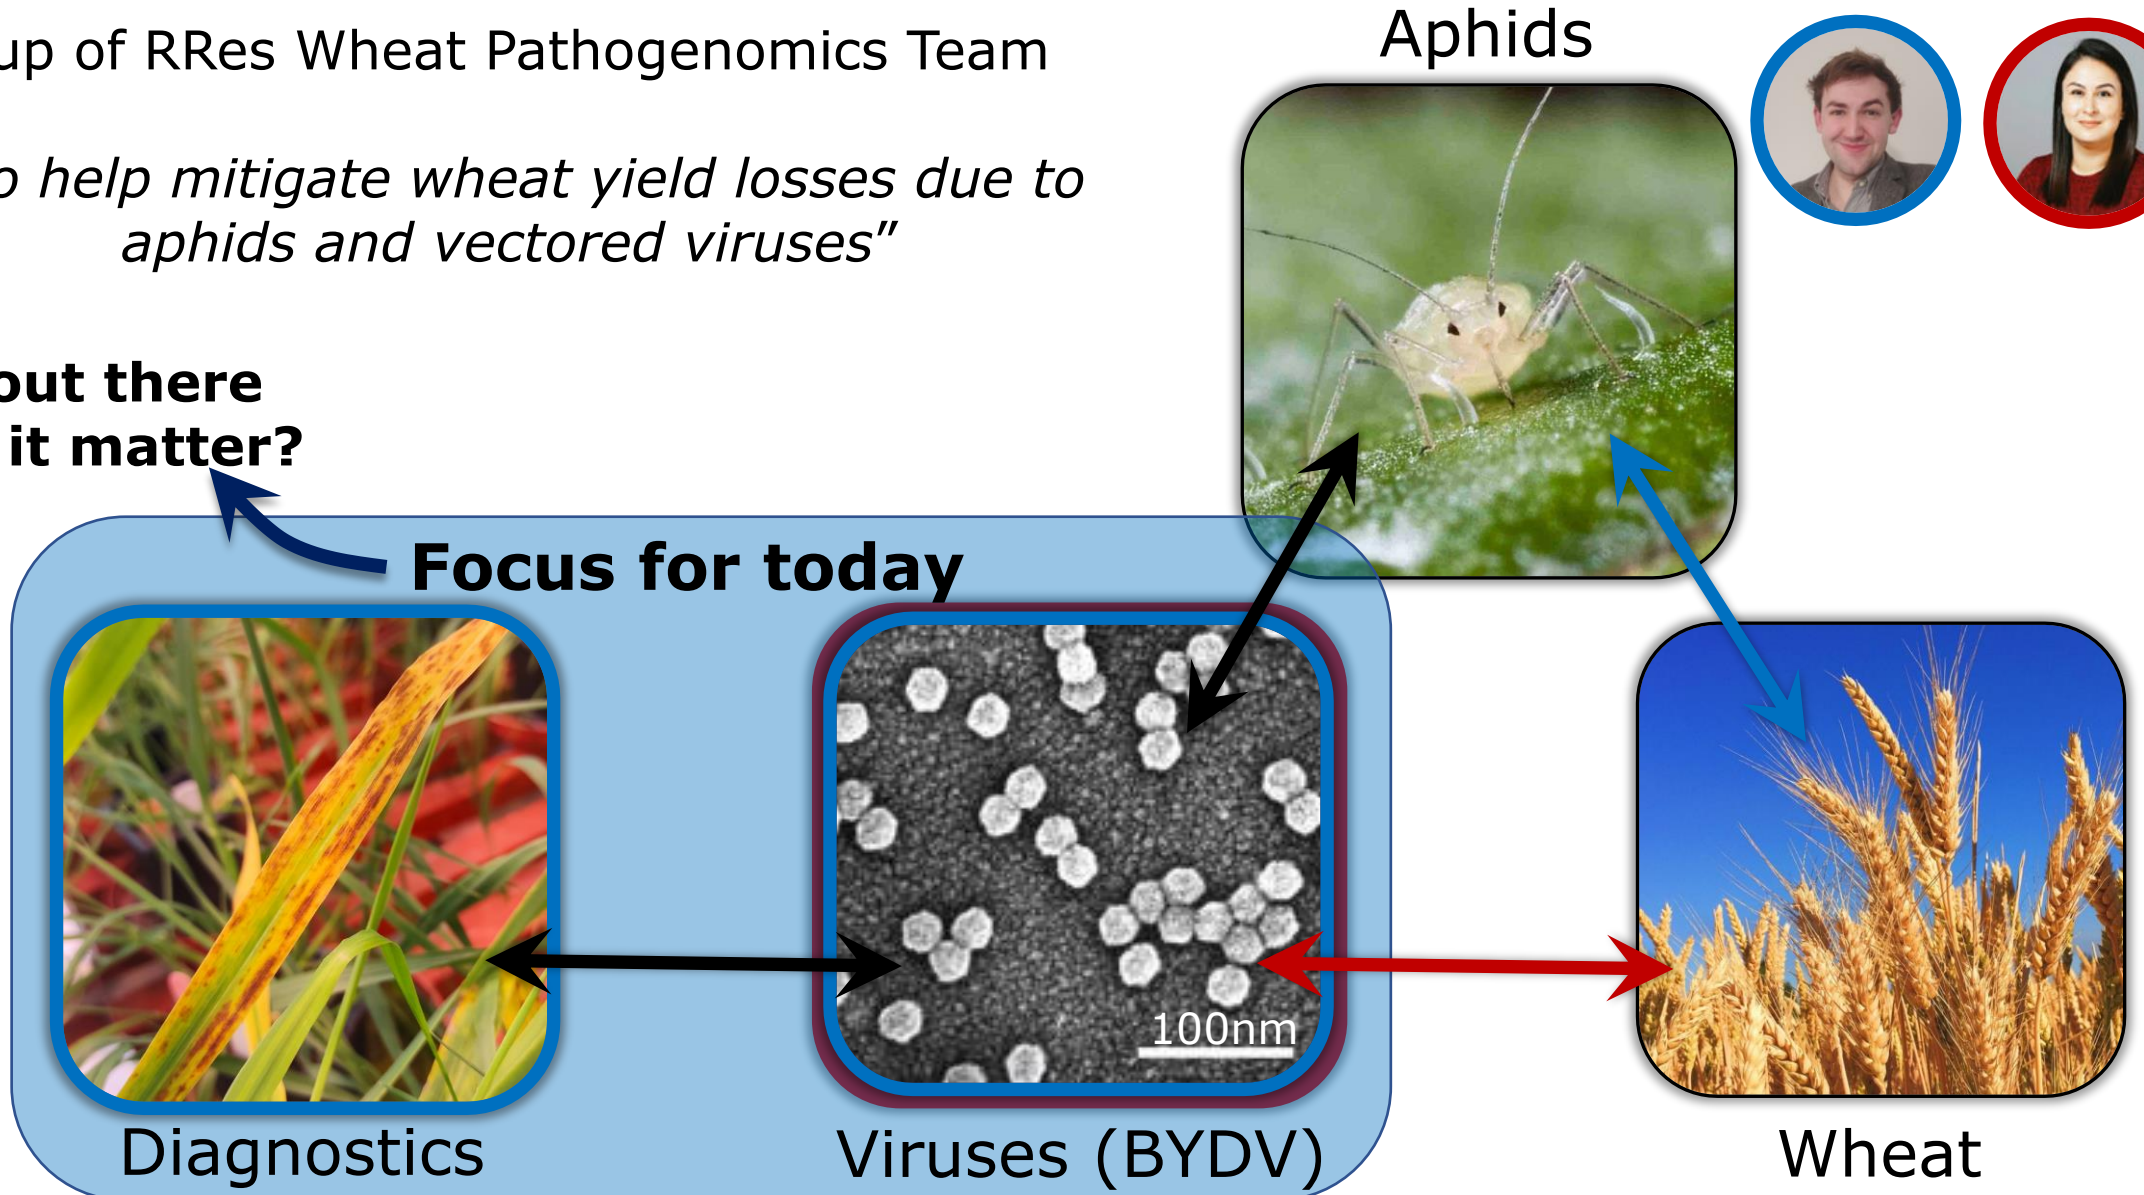 up of RRes Wheat Pathogenomics Team
Aphids
o help mitigate wheat yield losses due to
aphids and vectored viruses”
out there
it matter?
Focus for today
100nm
Diagnostics
Viruses (BYDV)
Wheat